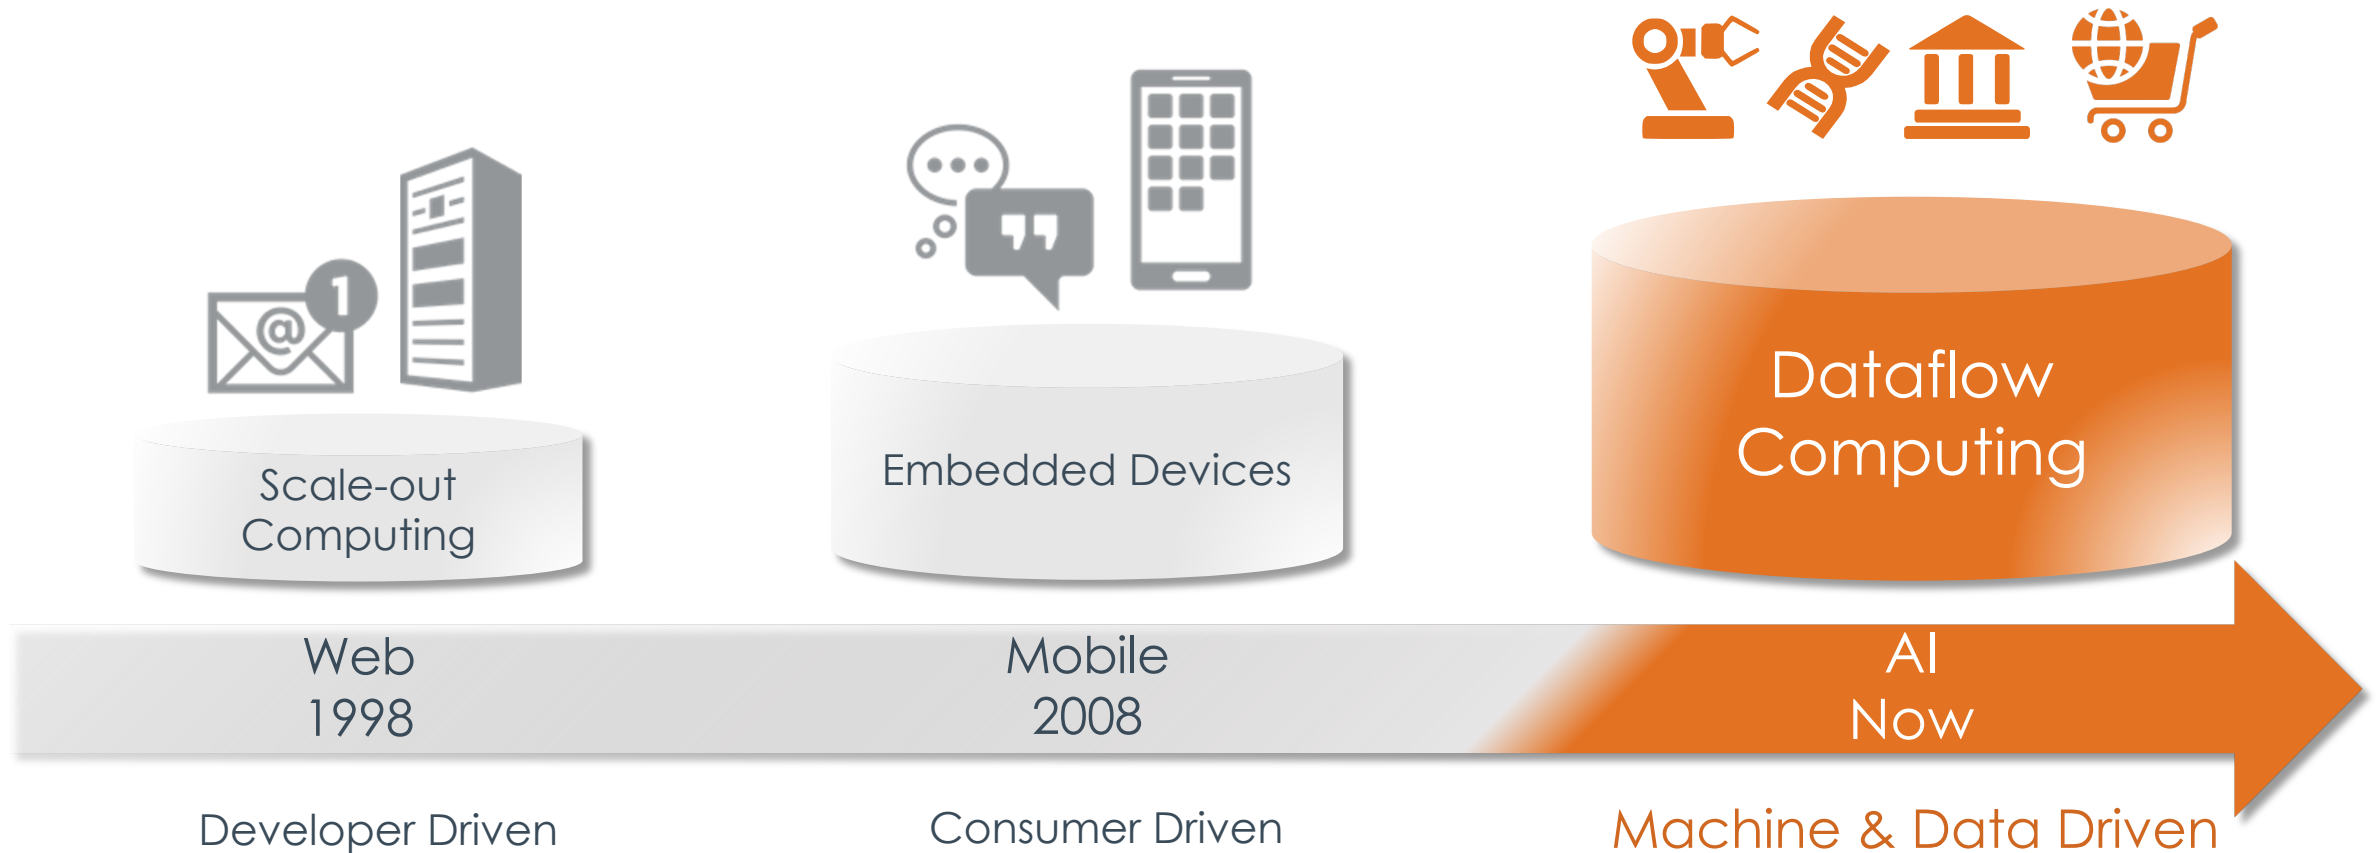 @
1
Scale-out
Computing
Embedded Devices
Dataflow
Computing
Web
1998
Mobile
2008
AI
Now
Developer Driven
Consumer Driven
Machine & Data Driven